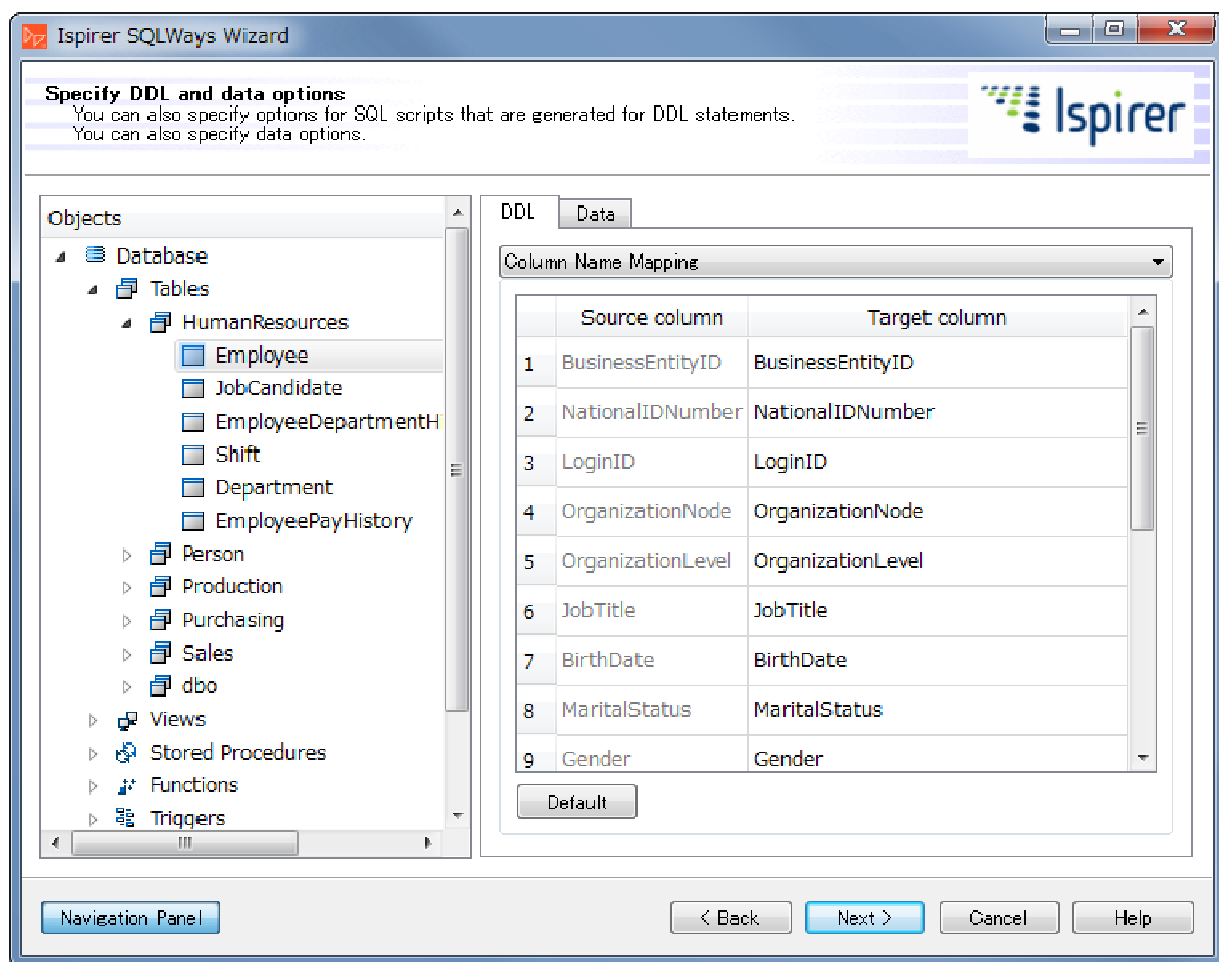 Ispirer SQLWays Wizard
Specify DDL and data options
You can also specify options for SQL scripts that are generated for DDL statements.
You can also specify data options.
Ispirer
Objects
Database
Tables
HumanResources
Employee
JobCandidate
EmployeeDepartmentH
Shift
Department
EmployeePayHistory
Person
Production
Purchasing
Sales
dbo
Views
Stored Procedures
Functions
Triggers
DDL Data
Column Name Mapping
Source column Target column
1 BusinessEntityID BusinessEntityID
2 NationalIDNumber NationalIDNumber
3 LoginID LoginID
4 OrganizationNode OrganizationNode
5 OrganizationLevel OrganizationLevel
6 JobTitle JobTitle
7 BirthDate BirthDate
8 MaritalStatus MaritalStatus
9 Gender Gender
Default
Navigation Panel < Back Next > Cancel Help